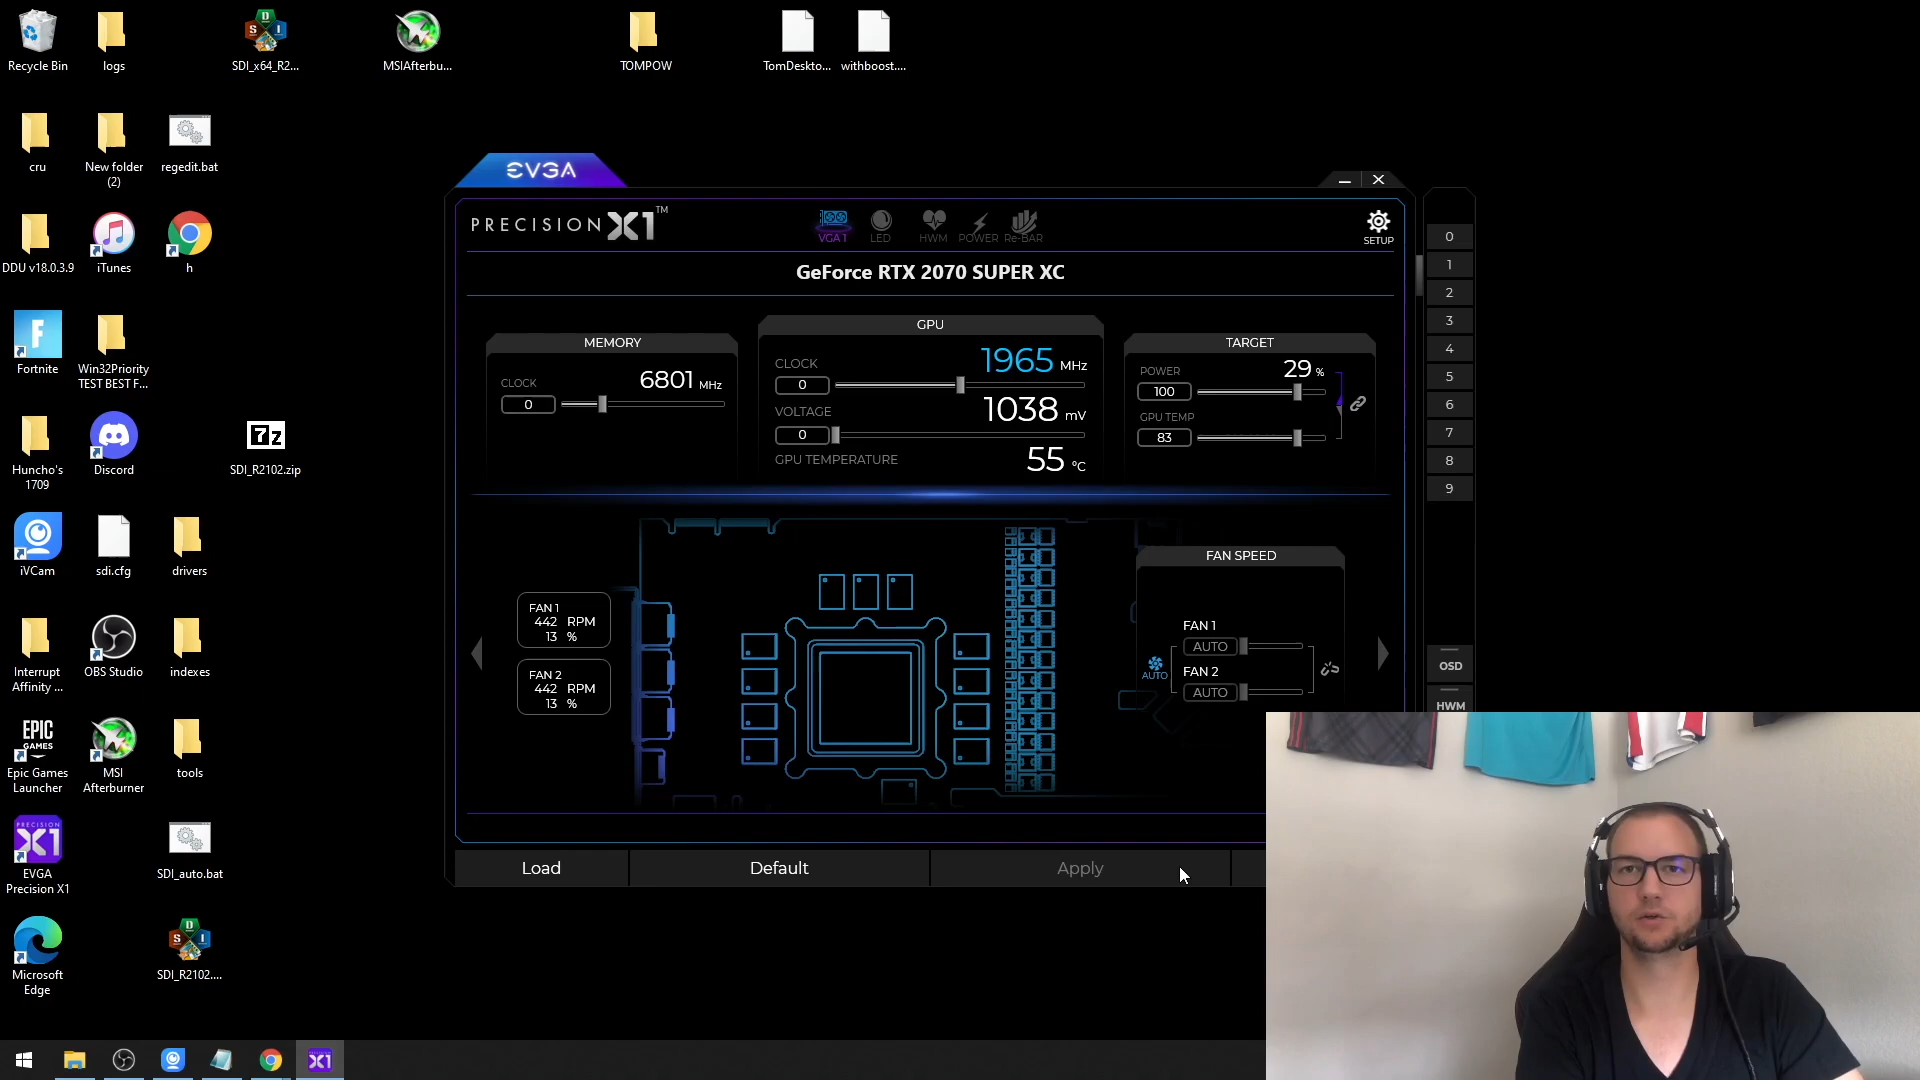 Recycle Bin
logs
SDI_x64_R2...
MSIAfterbu...
TOMPOW
TomDeskto...
withboost....
cru
New folder
(2)
regedit.bat
DDU v18.0.3.9
iTunes
h
Fortnite
Win32Priority
TEST BEST F...
Huncho's
1709
Discord
7z
SDI_R2102.zip
iVCam
sdi.cfg
drivers
Interrupt
Affinity ...
OBS Studio
indexes
EPIC
GAMES
Epic Games
Launcher
MSI
Afterburner
tools
PRECISION
X1
EVGA
Precision X1
SDI_auto.bat
Microsoft
Edge
SDI_R2102....
EVGA
PRECISION X1™
VGA 1
LED
HWM
POWER
Re-BAR
SETUP
GeForce RTX 2070 SUPER XC
MEMORY
CLOCK
6801 MHz
0
GPU
CLOCK
1965 MHz
0
VOLTAGE
1038 mV
0
GPU TEMPERATURE
55 °C
TARGET
POWER
29 %
100
GPU TEMP
83
FAN 1
442 RPM
13 %
FAN 2
442 RPM
13 %
FAN SPEED
FAN 1
AUTO
AUTO
FAN 2
AUTO
Load
Default
Apply
0
1
2
3
4
5
6
7
8
9
OSD
HWM
X1